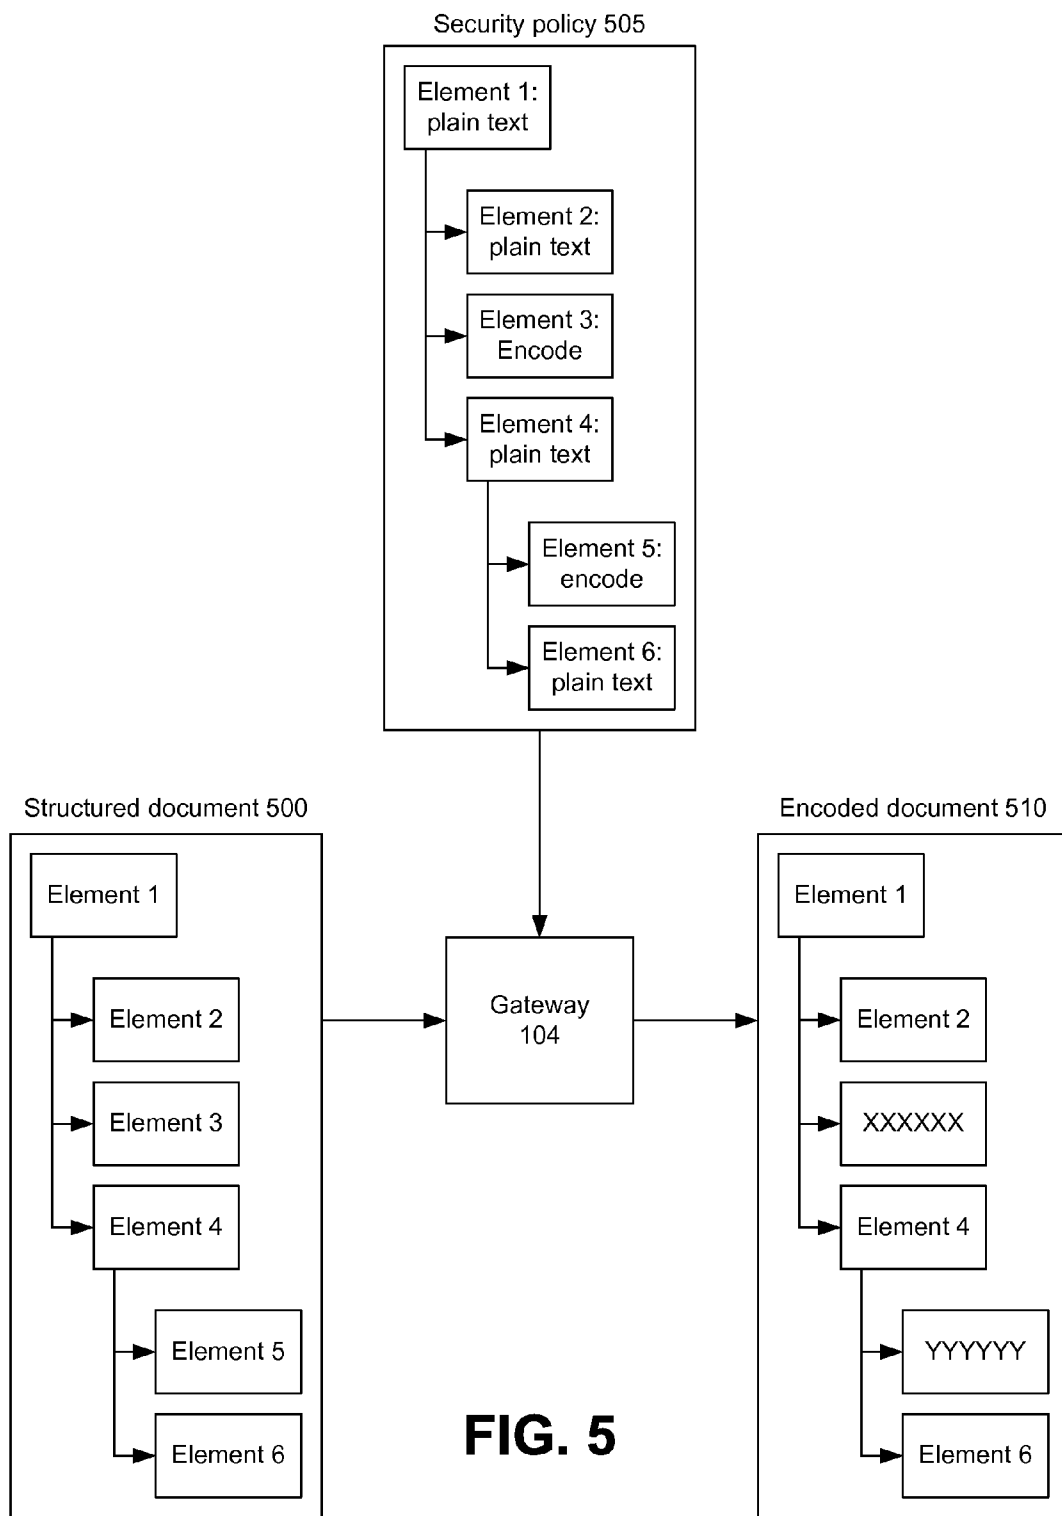 Security policy 505
Element 1:
plain text
Element 2:
plain text
Element 3:
Encode
Element 4:
plain text
Element 5:
encode
Element 6:
plain text
Structured document 500
Element 1
Element 2
Element 3
Element 4
Element 5
Element 6
Gateway
104
Encoded document 510
Element 1
Element 2
XXXXXX
Element 4
YYYYYY
Element 6
FIG. 5